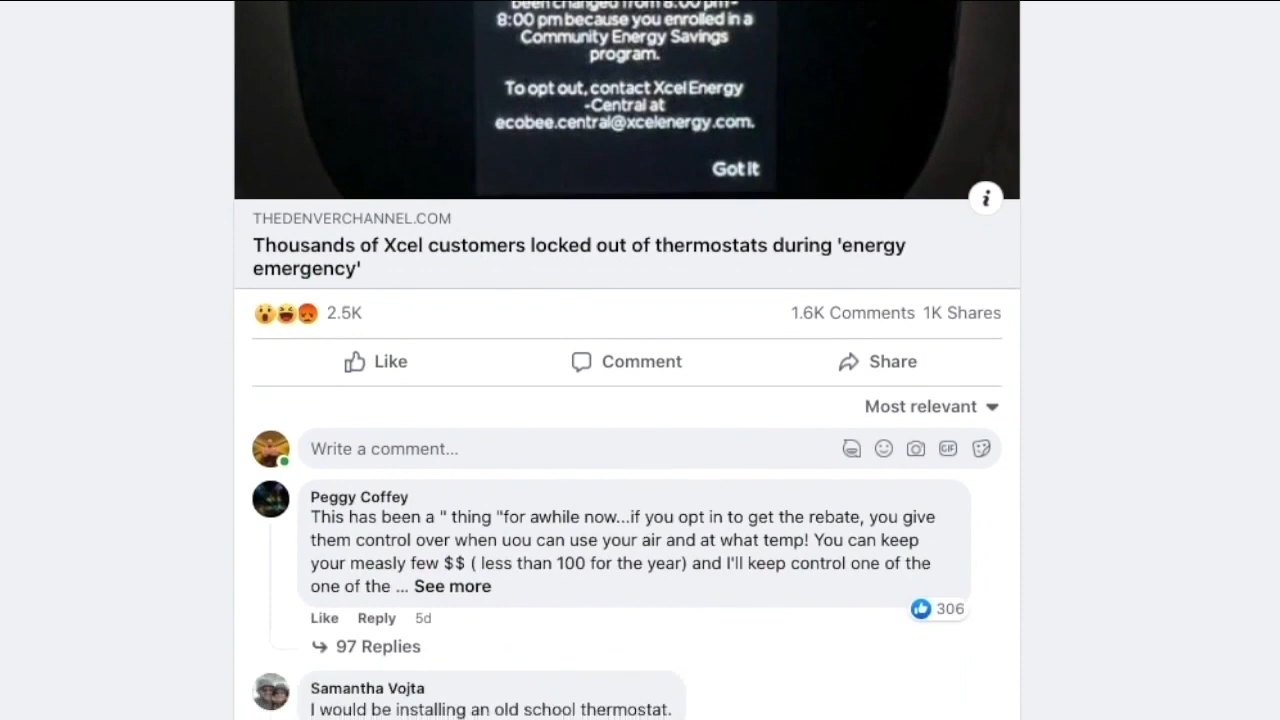 been changed from 8:00 pm-
8:00 pm because you enrolled in a
Community Energy Savings
program.
To opt out, contact Xcel Energy
-Central at
ecobee.central@xcelenergy.com.
Got It
THEDENVERCHANNEL.COM
Thousands of Xcel customers locked out of thermostats during 'energy
emergency'
2.5K
1.6K Comments 1K Shares
Like
Comment
Share
Most relevant
Write a comment...
GIF
Peggy Coffey
This has been a " thing "for awhile now...if you opt in to get the rebate, you give
them control over when uou can use your air and at what temp! You can keep
your measly few $$ ( less than 100 for the year) and I'll keep control one of the
one of the ... See more
306
Like Reply 5d
97 Replies
Samantha Vojta
I would be installing an old school thermostat.